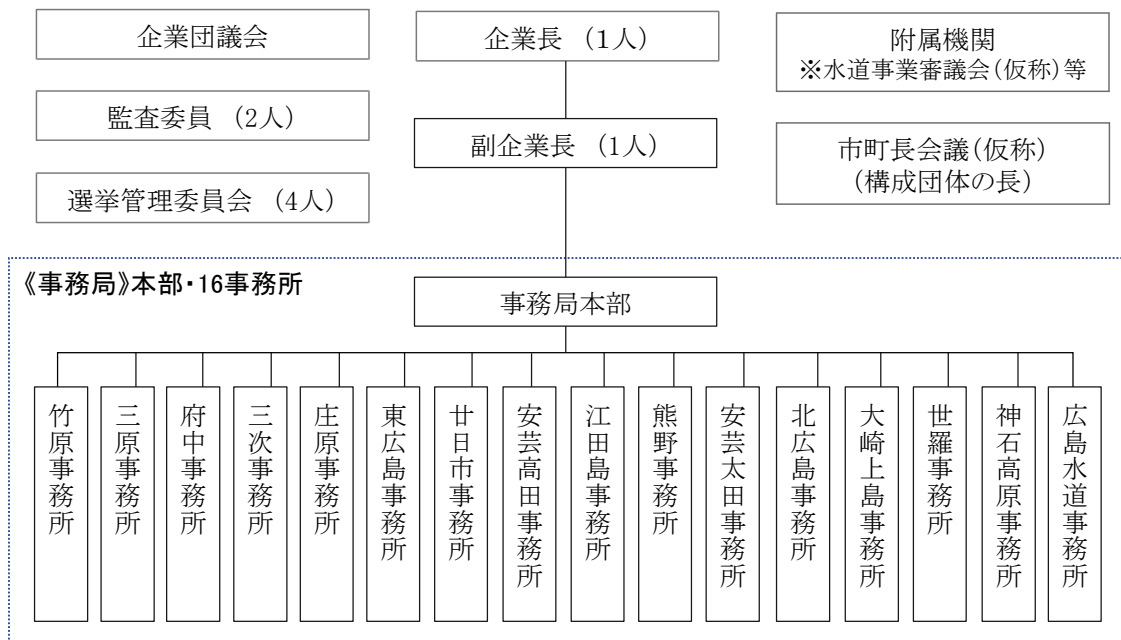 企業団議会
監査委員 (2人)
選挙管理委員会 (4人)
企業長 (1人)
副企業長 (1人)
附属機関
※水道事業審議会(仮称)等
市町長会議(仮称)
(構成団体の長)
《事務局》本部・16事務所
事務局本部
竹原事務所
三原事務所
府中事務所
三次事務所
庄原事務所
東広島事務所
廿日市事務所
安芸高田事務所
江田島事務所
熊野事務所
安芸太田事務所
北広島事務所
大崎上島事務所
世羅事務所
神石高原事務所
広島水道事務所